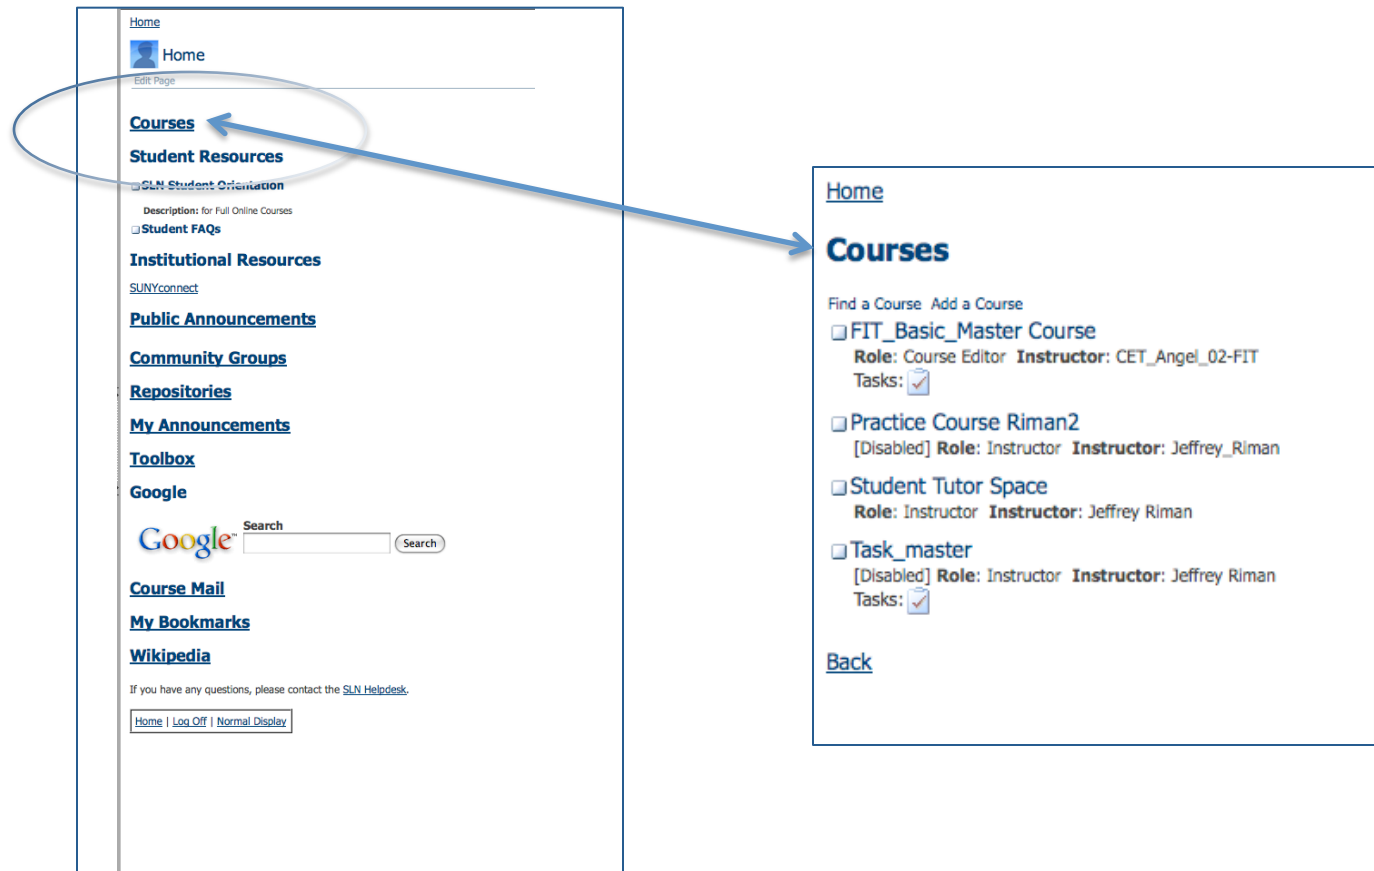 Home
Home
Edit Page
Courses
Student Resources
SLN Student Orientation
Description: for Full Online Courses
Student FAQs
Institutional Resources
SUNYconnect
Public Announcements
Community Groups
Repositories
My Announcements
Toolbox
Google
Google™ Search
Search
Course Mail
My Bookmarks
Wikipedia
If you have any questions, please contact the SLN Helpdesk.
Home | Log Off | Normal Display
Home
Courses
Find a Course Add a Course
FIT_Basic_Master Course
Role: Course Editor Instructor: CET_Angel_02-FIT
Tasks:
Practice Course Riman2
[Disabled] Role: Instructor Instructor: Jeffrey_Riman
Student Tutor Space
Role: Instructor Instructor: Jeffrey Riman
Task_master
[Disabled] Role: Instructor Instructor: Jeffrey Riman
Tasks:
Back